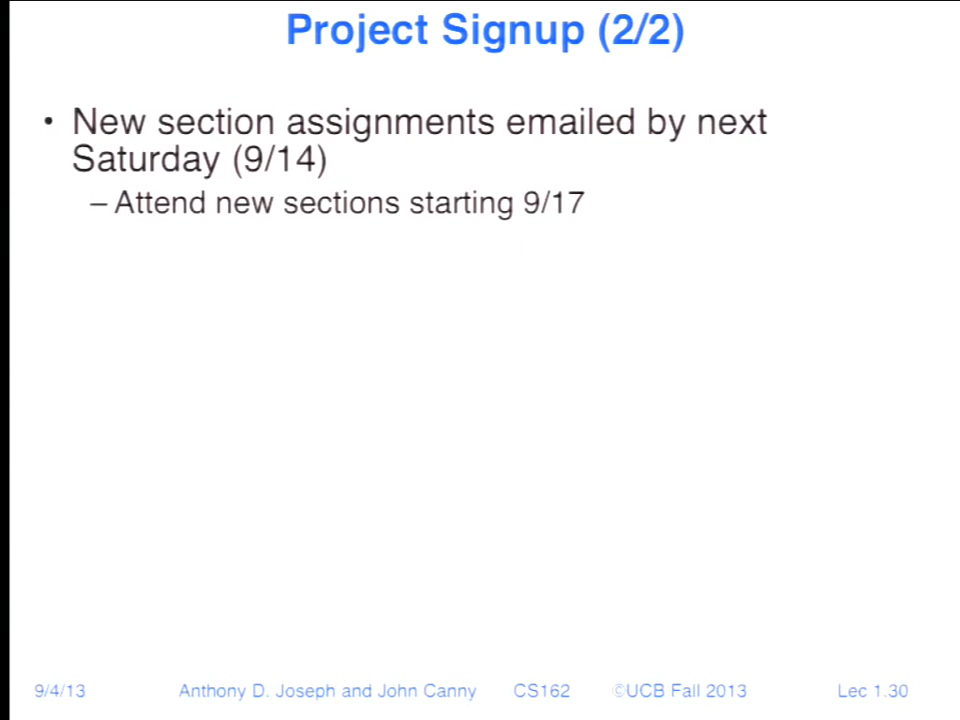 Project Signup (2/2)
• New section assignments emailed by next
Saturday (9/14)
– Attend new sections starting 9/17
9/4/13 Anthony D. Joseph and John Canny CS162 ©UCB Fall 2013 Lec 1.30